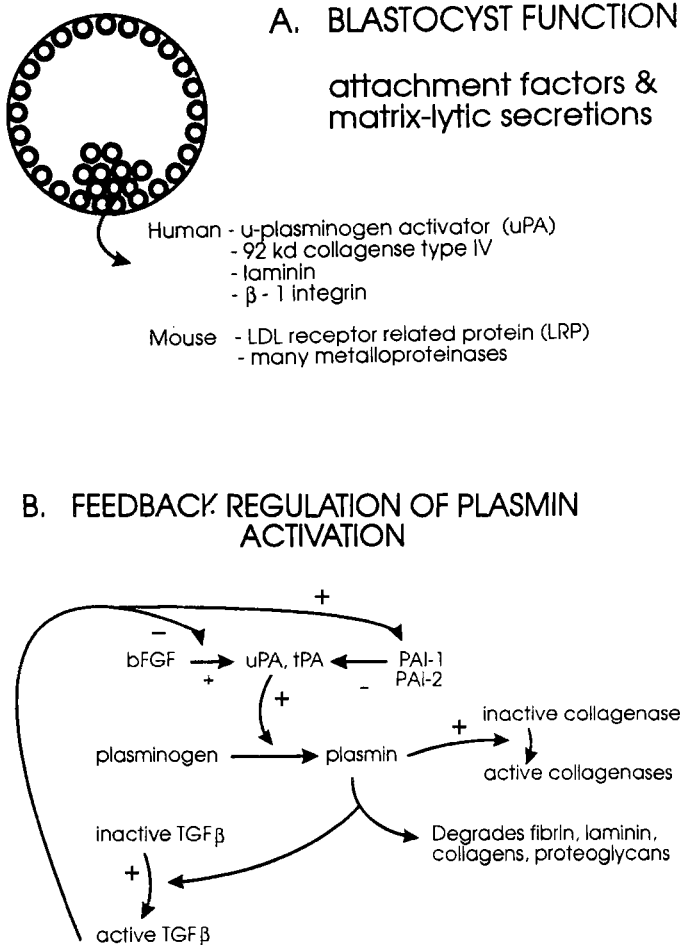 A. BLASTOCYST FUNCTION
attachment factors &
matrix-lytic secretions
Human - u-plasminogen activator (uPA)
- 92 kd collagense type IV
- laminin
- β - 1 integrin
Mouse - LDL receptor related protein (LRP)
- many metalloproteinases
B. FEEDBACK REGULATION OF PLASMIN
ACTIVATION
+
−
bFGF
+
uPA, tPA
−
PAI-1
PAi-2
+
inactive collagenase
+
plasminogen
plasmin
active collagenases
inactive TGFβ
Degrades fibrin, laminin,
collagens, proteoglycans
+
active TGFβ